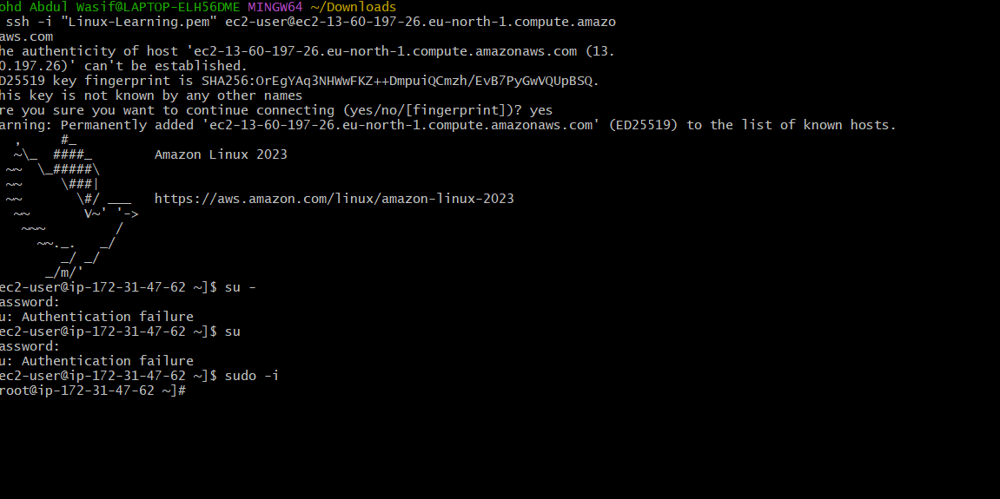 ohd Abdul Wasif@LAPTOP-ELH56DME MINGW64 ~/Downloads
ssh -i "Linux-Learning.pem" ec2-user@ec2-13-60-197-26.eu-north-1.compute.amazo
aws.com
he authenticity of host 'ec2-13-60-197-26.eu-north-1.compute.amazonaws.com (13.
0.197.26)' can't be established.
D25519 key fingerprint is SHA256:OrEgYAq3NHWwFKZ++DmpuiQCmzh/EvB7PyGwVQUpBSQ.
his key is not known by any other names
re you sure you want to continue connecting (yes/no/[fingerprint])? yes
arning: Permanently added 'ec2-13-60-197-26.eu-north-1.compute.amazonaws.com' (ED25519) to the list of known hosts.
  ,     #_
  ~\_  ####_        Amazon Linux 2023
 ~~  \_#####\
 ~~     \###|
 ~~       \#/ ___   https://aws.amazon.com/linux/amazon-linux-2023
  ~~       V~' '->
   ~~~         /
     ~~._.   _/
        _/ _/
      _/m/'
ec2-user@ip-172-31-47-62 ~]$ su -
assword:
u: Authentication failure
ec2-user@ip-172-31-47-62 ~]$ su
assword:
u: Authentication failure
ec2-user@ip-172-31-47-62 ~]$ sudo -i
root@ip-172-31-47-62 ~]#